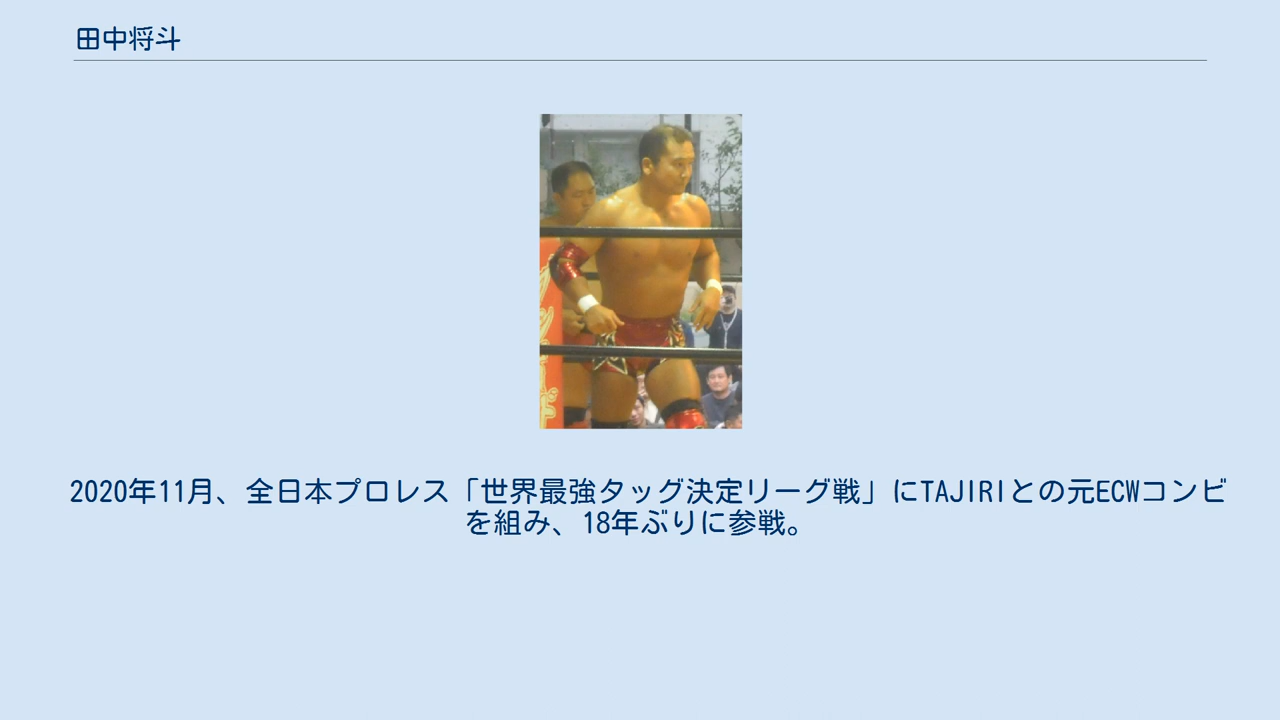 田中将斗
2020年11月、全日本プロレス「世界最強タッグ決定リーグ戦」にTAJIRIとの元ECWコンビ
を組み、18年ぶりに参戦。